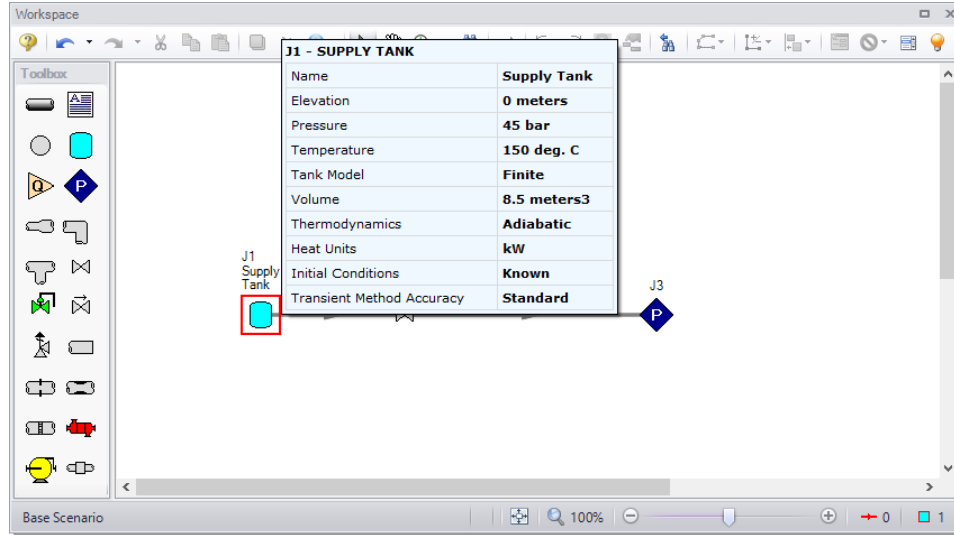 Workspace
J1 - SUPPLY TANK
Name Supply Tank
Elevation 0 meters
Pressure 45 bar
Temperature 150 deg. C
Tank Model Finite
Volume 8.5 meters3
Thermodynamics Adiabatic
Heat Units kW
Initial Conditions Known
Transient Method Accuracy Standard
Toolbox
A
Q P
J1
Supply
Tank
J3
P
Base Scenario 100% 0 1